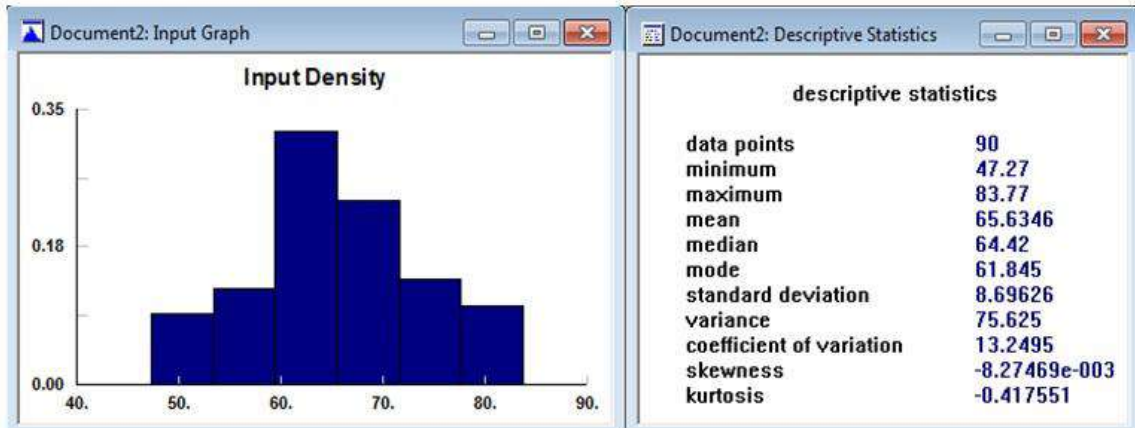 Document2: Input Graph
Input Density
0.35
0.18
0.00
40. 50. 60. 70. 80. 90.
Document2: Descriptive Statistics
descriptive statistics
data points 90
minimum 47.27
maximum 83.77
mean 65.6346
median 64.42
mode 61.845
standard deviation 8.69626
variance 75.625
coefficient of variation 13.2495
skewness -8.27469e-003
kurtosis -0.417551